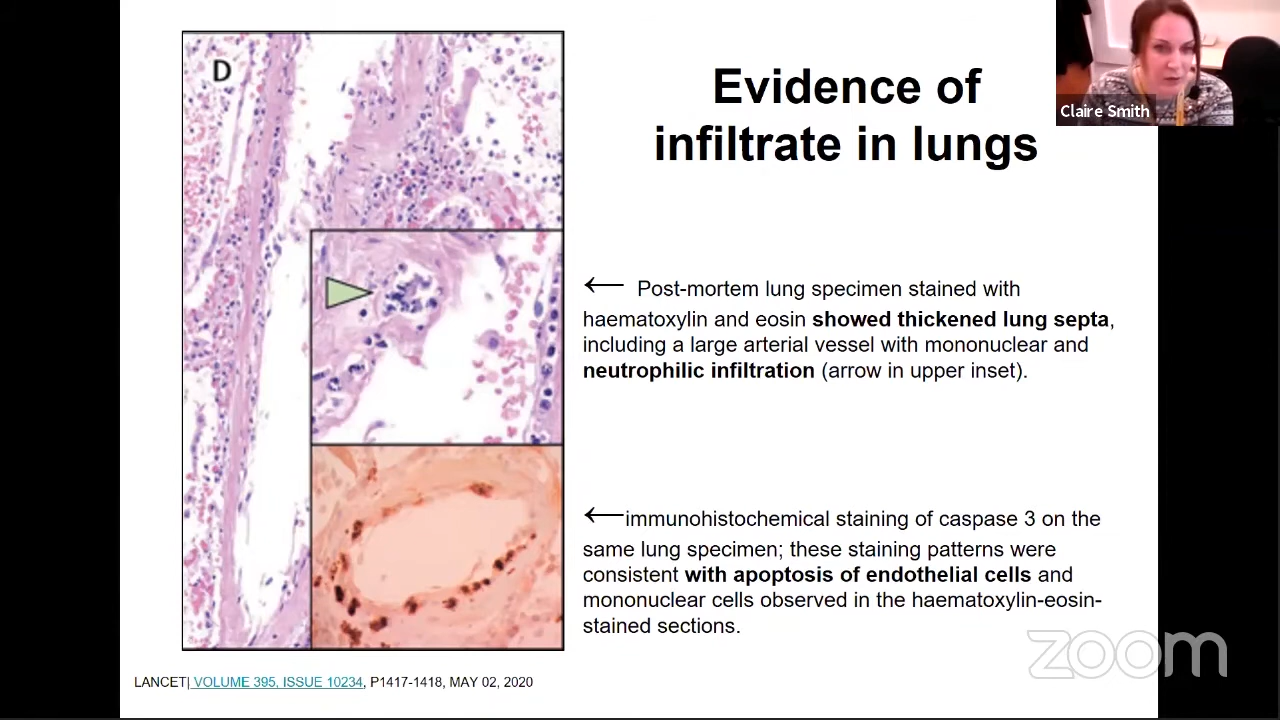 D
Evidence of
infiltrate in lungs
Claire Smith
← Post-mortem lung specimen stained with
haematoxylin and eosin showed thickened lung septa,
including a large arterial vessel with mononuclear and
neutrophilic infiltration (arrow in upper inset).
←immunohistochemical staining of caspase 3 on the
same lung specimen; these staining patterns were
consistent with apoptosis of endothelial cells and
mononuclear cells observed in the haematoxylin-eosin-
stained sections.
zoom
LANCET| VOLUME 395, ISSUE 10234, P1417-1418, MAY 02, 2020